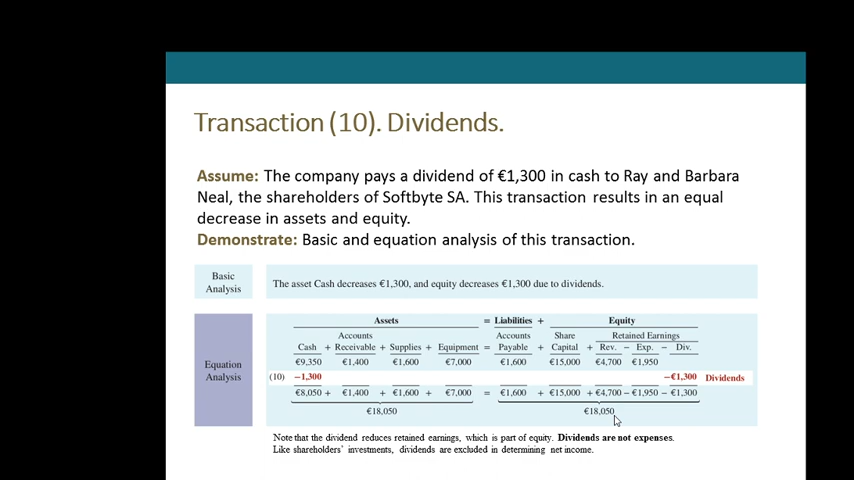 Transaction (10). Dividends.
Assume: The company pays a dividend of €1,300 in cash to Ray and Barbara
Neal, the shareholders of Softbyte SA. This transaction results in an equal
decrease in assets and equity.
Demonstrate: Basic and equation analysis of this transaction.
Basic
Analysis
The asset Cash decreases €1,300, and equity decreases €1,300 due to dividends.
Equation
Analysis
Assets = Liabilities + Equity
Accounts Accounts Share Retained Earnings
Cash + Receivable + Supplies + Equipment = Payable + Capital + Rev. − Exp. − Div.
€9,350 €1,400 €1,600 €7,000 €1,600 €15,000 €4,700 €1,950
(10) −1,300 −€1,300 Dividends
€8,050 + €1,400 + €1,600 + €7,000 = €1,600 + €15,000 + €4,700 − €1,950 − €1,300
€18,050 €18,050
Note that the dividend reduces retained earnings, which is part of equity. Dividends are not expenses.
Like shareholders' investments, dividends are excluded in determining net income.